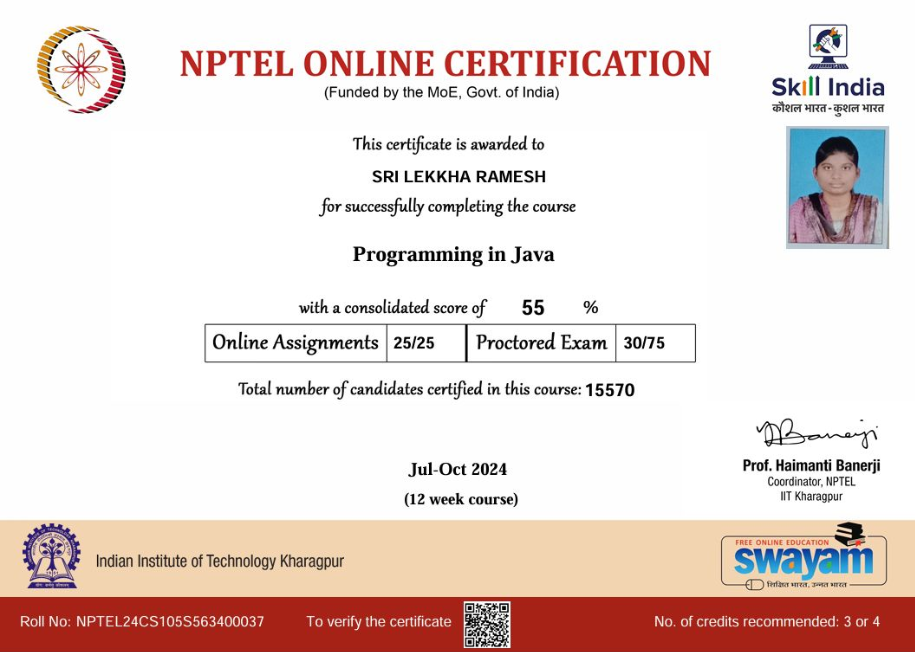 NPTEL ONLINE CERTIFICATION
(Funded by the MoE, Govt. of India)
Skill India
कौशल भारत-कुशल भारत
This certificate is awarded to
SRI LEKKHA RAMESH
for successfully completing the course
Programming in Java
with a consolidated score of 55 %
Online Assignments 25/25 Proctored Exam 30/75
Total number of candidates certified in this course: 15570
Banerji
Prof. Haimanti Banerji
Coordinator, NPTEL
IIT Kharagpur
Jul-Oct 2024
(12 week course)
Indian Institute of Technology Kharagpur
FREE ONLINE EDUCATION
swayam
शिक्षित भारत, उन्नत भारत
Roll No: NPTEL24CS105S563400037
To verify the certificate
No. of credits recommended: 3 or 4